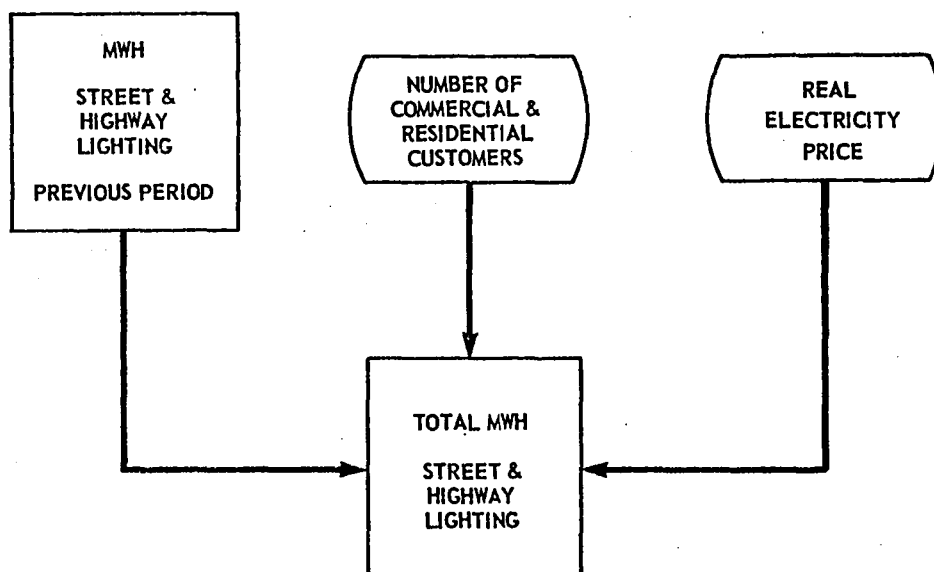 MWH
STREET &
HIGHWAY
LIGHTING
PREVIOUS PERIOD
NUMBER OF
COMMERCIAL &
RESIDENTIAL
CUSTOMERS
REAL
ELECTRICITY
PRICE
TOTAL MWH
STREET &
HIGHWAY
LIGHTING